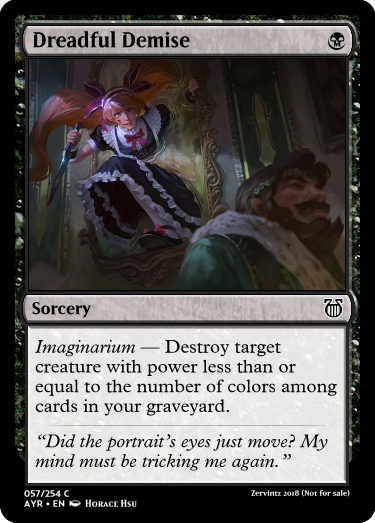 Dreadful Demise
Sorcery
Imaginarium — Destroy target
creature with power less than or
equal to the number of colors among
cards in your graveyard.
“Did the portrait’s eyes just move? My
mind must be tricking me again.”
057/254 C
AYR • EN Horace Hsu
Zervintz 2018 (Not for sale)